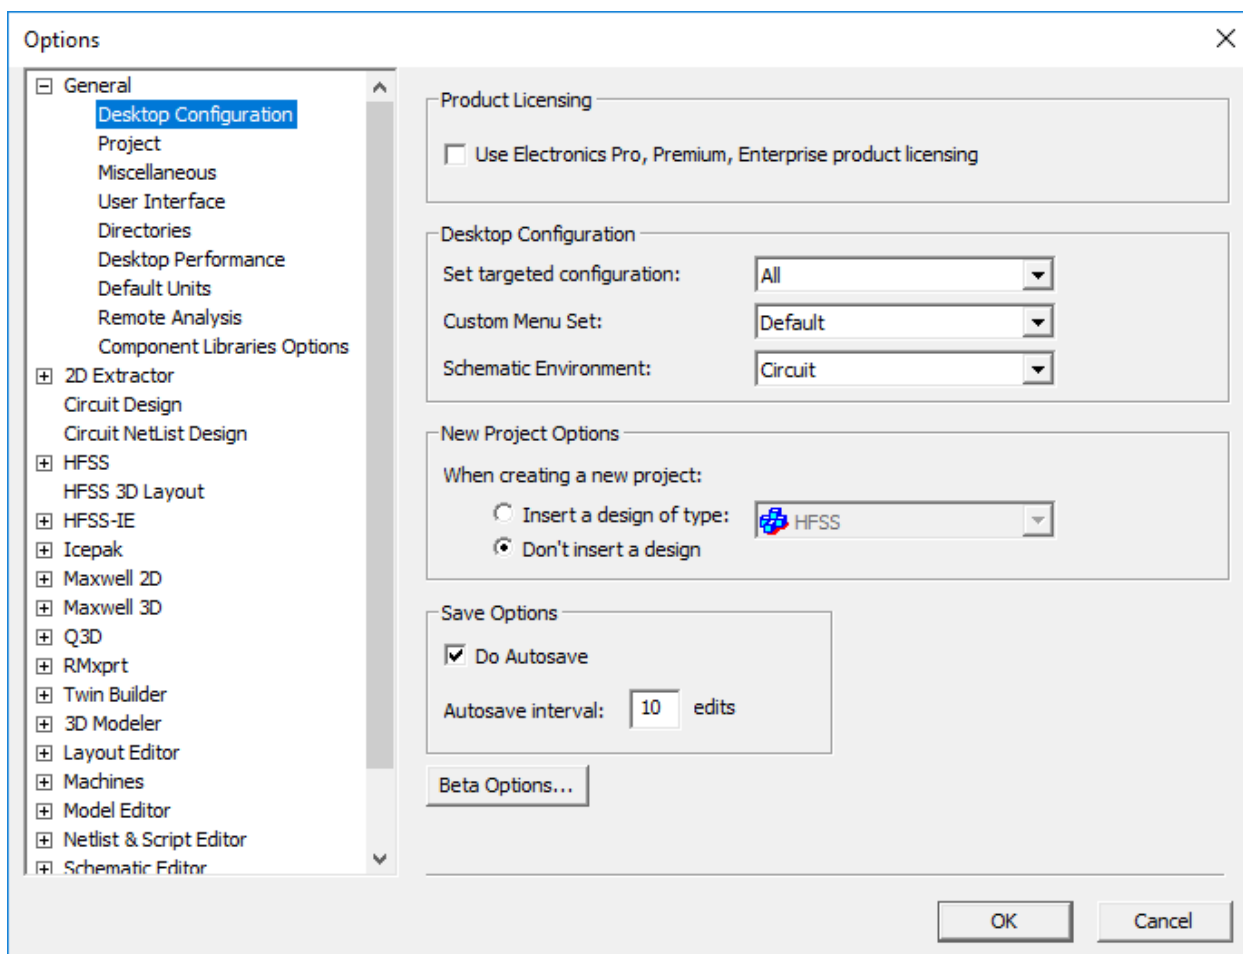 Options
General
Desktop Configuration
Project
Miscellaneous
User Interface
Directories
Desktop Performance
Default Units
Remote Analysis
Component Libraries Options
2D Extractor
Circuit Design
Circuit NetList Design
HFSS
HFSS 3D Layout
HFSS-IE
Icepak
Maxwell 2D
Maxwell 3D
Q3D
RMxprt
Twin Builder
3D Modeler
Layout Editor
Machines
Model Editor
Netlist & Script Editor
Schematic Editor
Product Licensing
Use Electronics Pro, Premium, Enterprise product licensing
Desktop Configuration
Set targeted configuration: All
Custom Menu Set: Default
Schematic Environment: Circuit
New Project Options
When creating a new project:
Insert a design of type: HFSS
Don't insert a design
Save Options
Do Autosave
Autosave interval: 10 edits
Beta Options...
OK Cancel